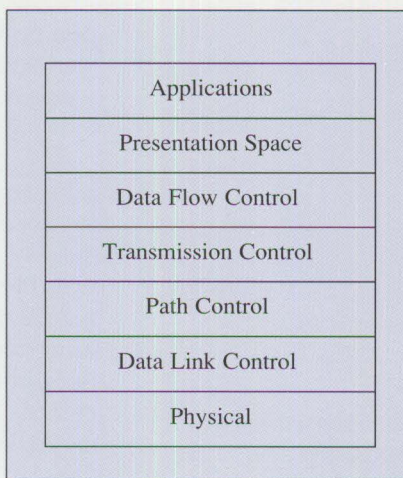 Applications
Presentation Space
Data Flow Control
Transmission Control
Path Control
Data Link Control
Physical